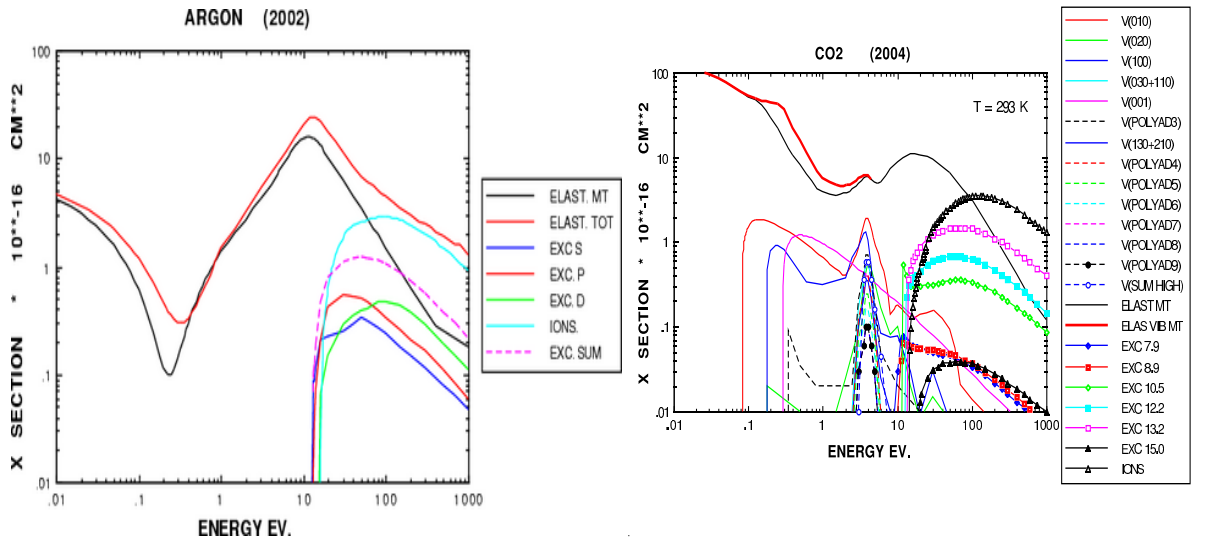 ARGON (2002)
X SECTION * 10**-16 CM**2
100
10
1
.1
.01
.01
.1
1
10
100
1000
ENERGY EV.
ELAST. MT
ELAST. TOT
EXC S
EXC. P
EXC. D
IONS.
EXC. SUM
CO2 (2004)
T = 293 K
X SECTION * 10**-16 CM**2
100
10
1
.1
.01
.01
.1
1
10
100
1000
ENERGY EV.
V(010)
V(020)
V(100)
V(030+110)
V(001)
V(POLYAD3)
V(130+210)
V(POLYAD4)
V(POLYAD5)
V(POLYAD6)
V(POLYAD7)
V(POLYAD8)
V(POLYAD9)
V(SUM HIGH)
ELAST MT
ELAS VIB MT
EXC 7.9
EXC 8.9
EXC 10.5
EXC 12.2
EXC 13.2
EXC 15.0
IONS